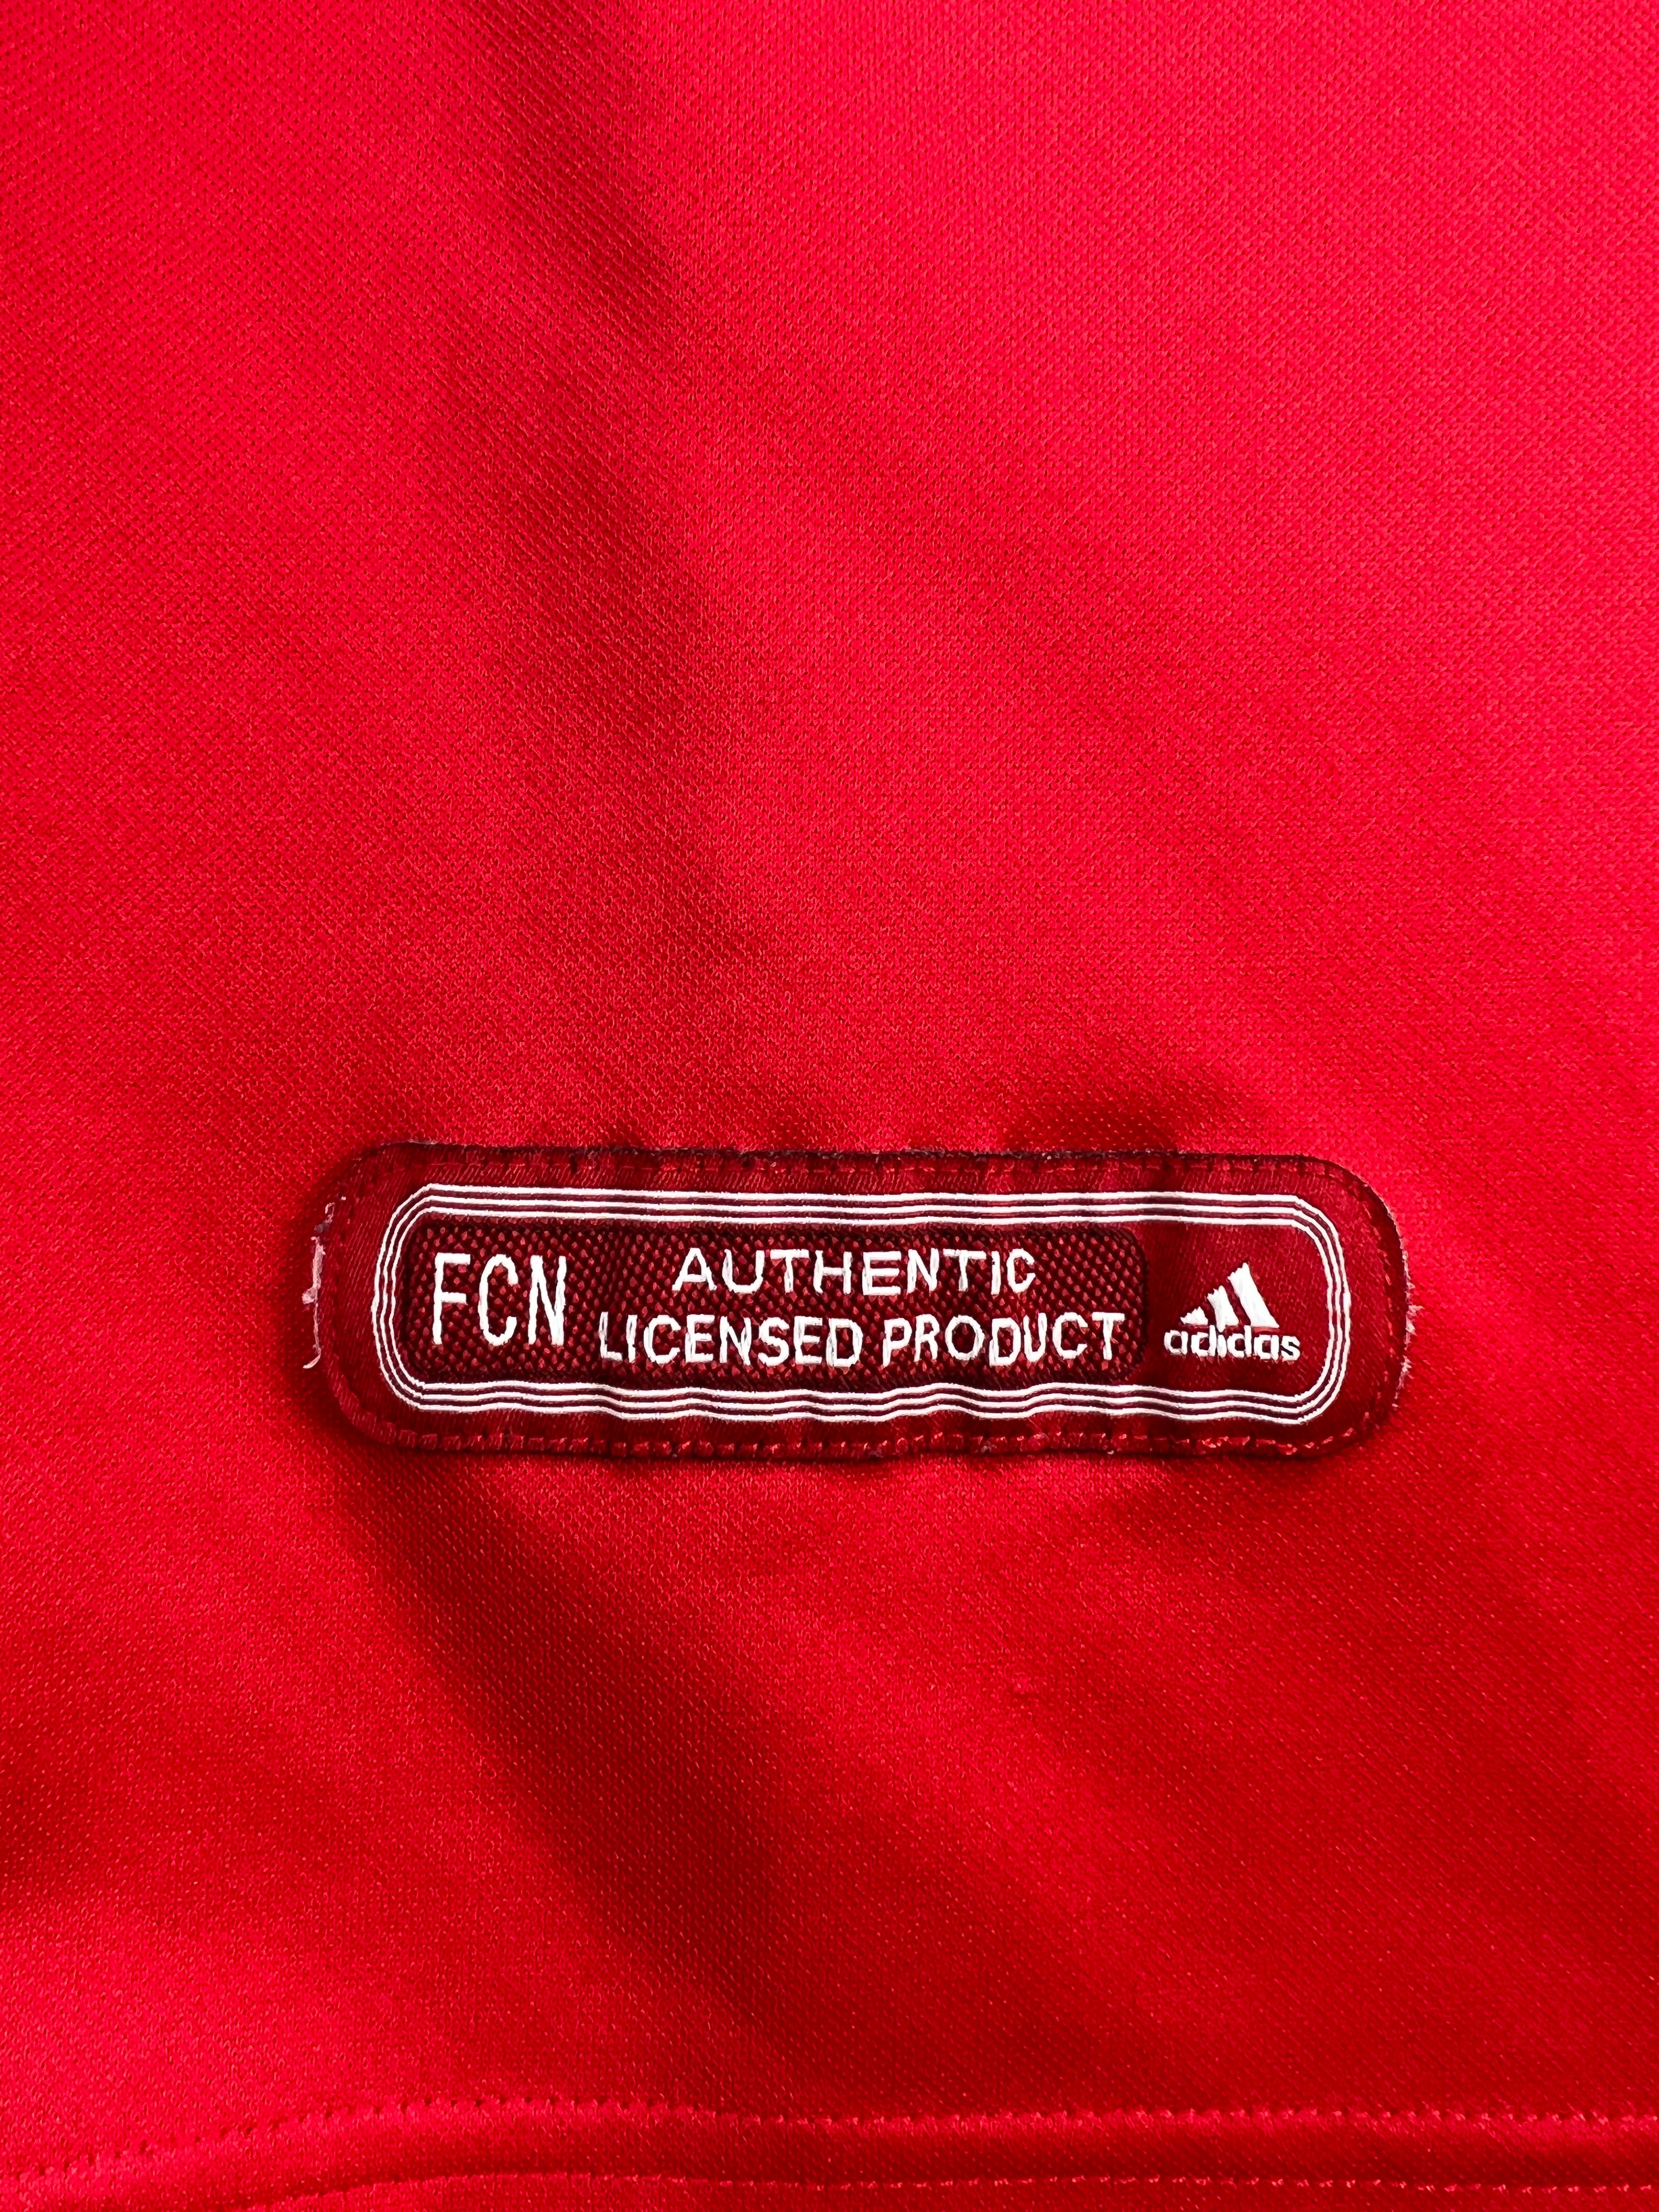 FCN
AUTHENTIC
LICENSED PRODUCT
adidas